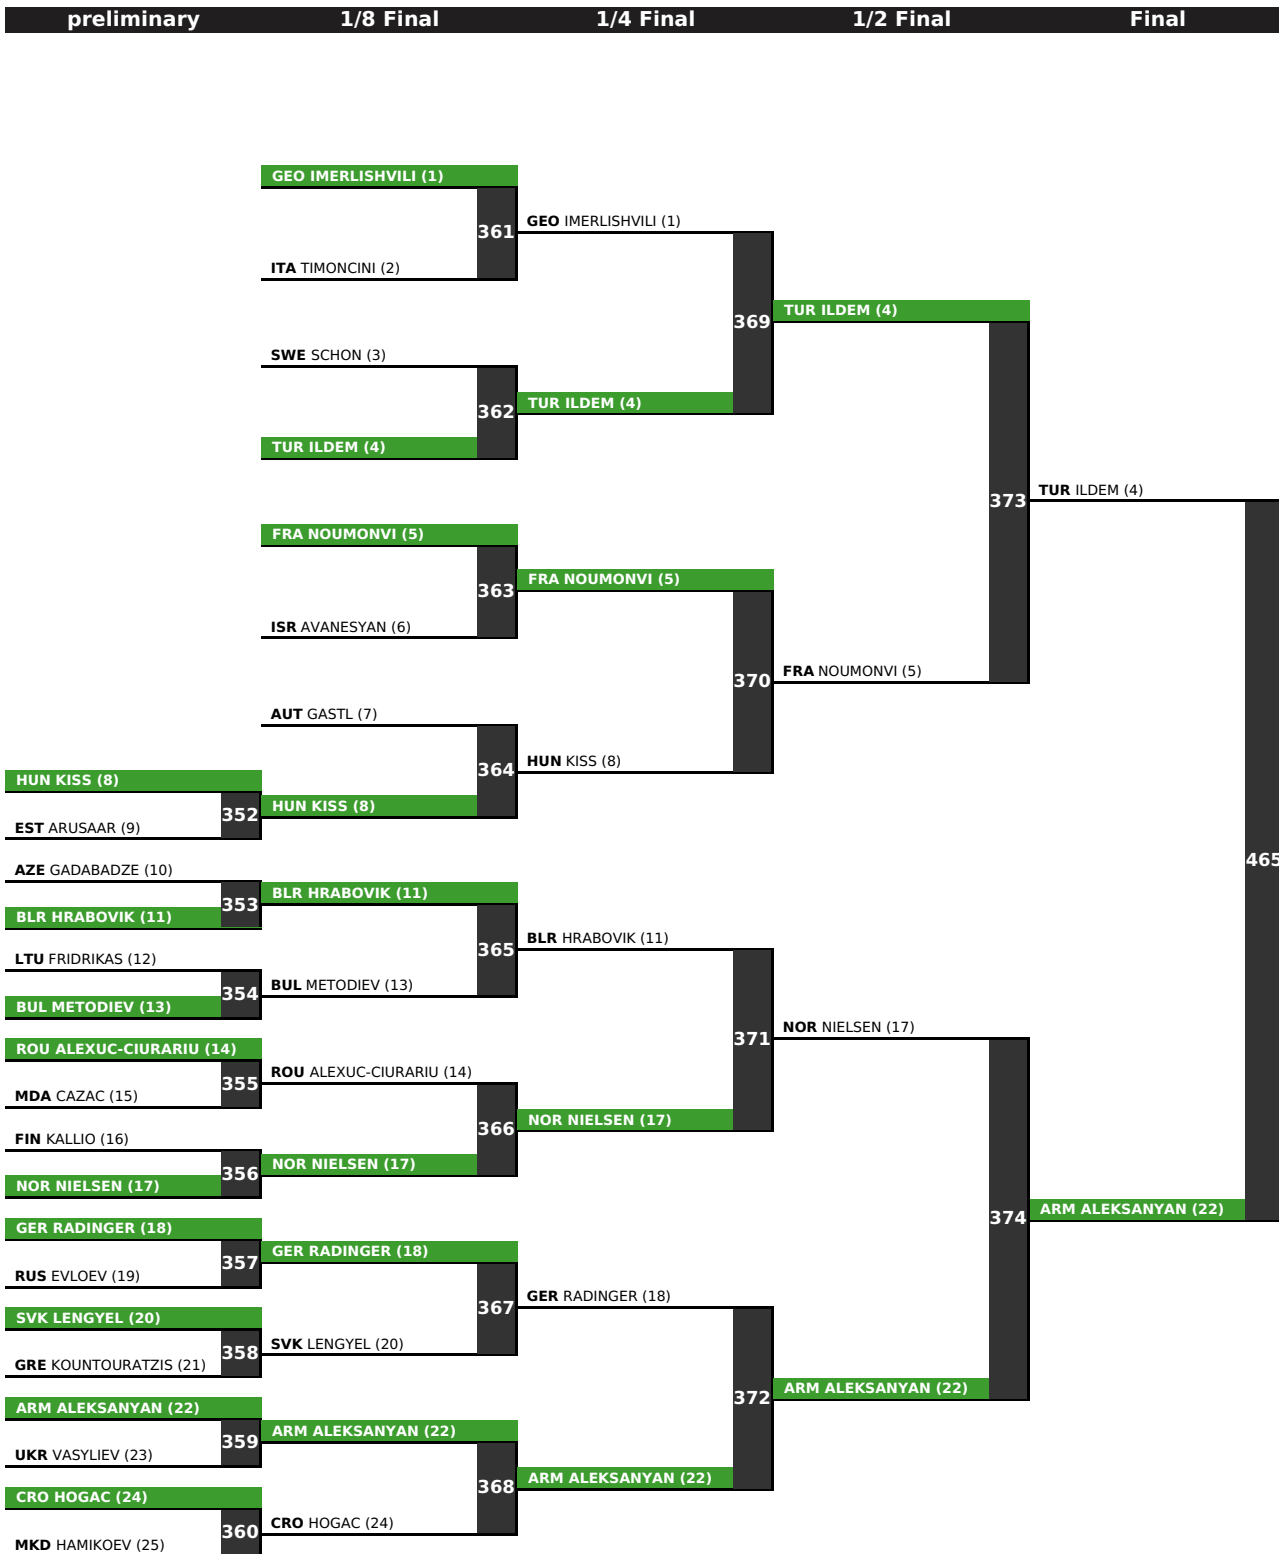 preliminary 1/8 Final 1/4 Final 1/2 Final Final
GEO IMERLISHVILI (1)
GEO IMERLISHVILI (1)
361
ITA TIMONCINI (2)
TUR ILDEM (4)
369
SWE SCHON (3)
TUR ILDEM (4)
362
TUR ILDEM (4)
TUR ILDEM (4)
373
FRA NOUMONVI (5)
FRA NOUMONVI (5)
363
ISR AVANESYAN (6)
FRA NOUMONVI (5)
370
AUT GASTL (7)
HUN KISS (8)
364
HUN KISS (8)
HUN KISS (8)
352
EST ARUSAAR (9)
465
AZE GADABADZE (10)
BLR HRABOVIK (11)
353
BLR HRABOVIK (11)
BLR HRABOVIK (11)
365
LTU FRIDRIKAS (12)
BUL METODIEV (13)
354
BUL METODIEV (13)
NOR NIELSEN (17)
371
ROU ALEXUC-CIURARIU (14)
ROU ALEXUC-CIURARIU (14)
355
MDA CAZAC (15)
NOR NIELSEN (17)
366
FIN KALLIO (16)
NOR NIELSEN (17)
356
NOR NIELSEN (17)
ARM ALEKSANYAN (22)
374
GER RADINGER (18)
GER RADINGER (18)
357
RUS EVLOEV (19)
GER RADINGER (18)
367
SVK LENGYEL (20)
SVK LENGYEL (20)
358
GRE KOUNTOURATZIS (21)
ARM ALEKSANYAN (22)
372
ARM ALEKSANYAN (22)
ARM ALEKSANYAN (22)
359
UKR VASYLIEV (23)
ARM ALEKSANYAN (22)
368
CRO HOGAC (24)
CRO HOGAC (24)
360
MKD HAMIKOEV (25)